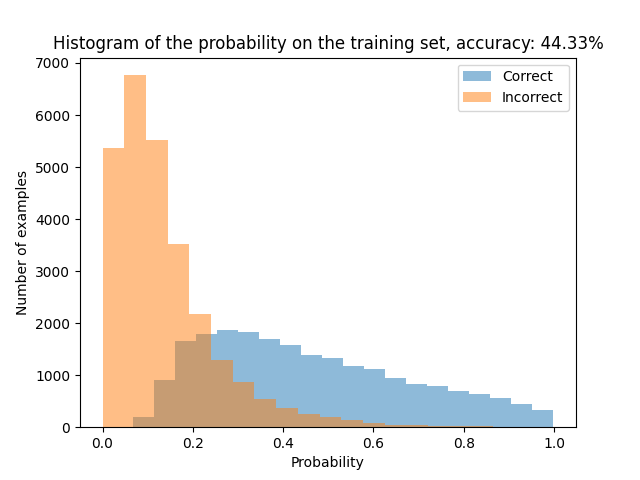 Histogram of the probability on the training set, accuracy: 44.33%
Correct
Incorrect
7000
6000
5000
4000
3000
2000
1000
0
Number of examples
0.0 0.2 0.4 0.6 0.8 1.0
Probability